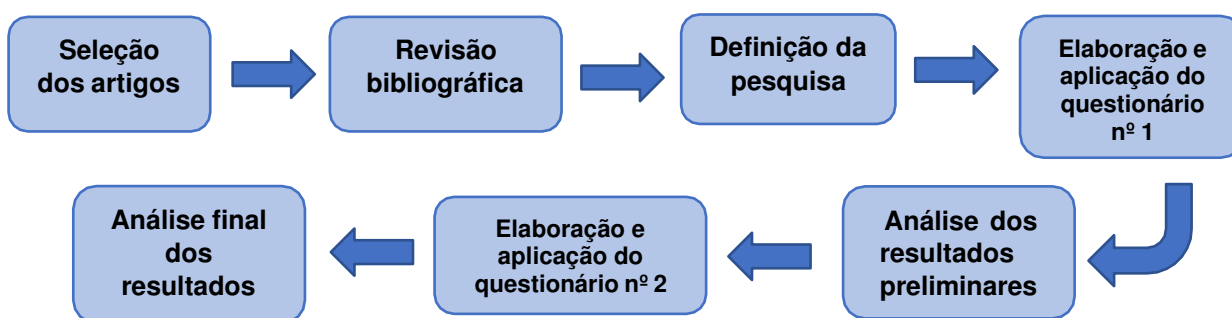 Seleção
dos artigos
Revisão
bibliográfica
Definição da
pesquisa
Elaboração e
aplicação do
questionário
nº 1
Análise dos
resultados
preliminares
Elaboração e
aplicação do
questionário nº 2
Análise final
dos
resultados